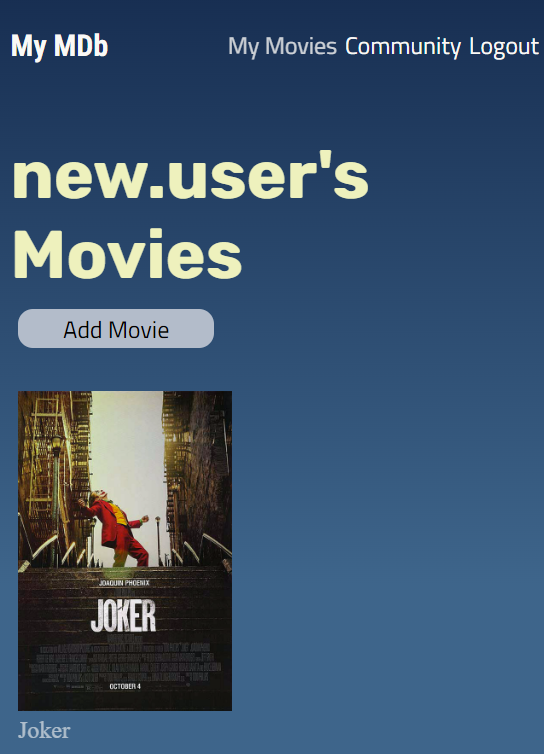 My MDb
My Movies Community Logout
new.user's
Movies
Add Movie
JOAQUIN PHOENIX
JOKER
OCTOBER 4
Joker